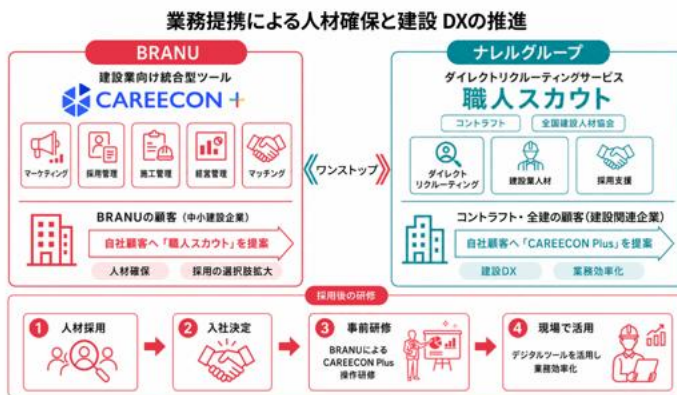 業務提携による人材確保と建設 DXの推進
BRANU
建設業向け統合型ツール
CAREECON +
マーケティング
採用管理
施工管理
経営管理
マッチング
BRANUの顧客（中小建設企業）
自社顧客へ「職人スカウト」を提案
人材確保
採用の選択肢拡大
ワンストップ
ナレルグループ
ダイレクトリクルーティングサービス
職人スカウト
コントラフト
全国建設人材協会
ダイレクト
リクルーティング
建設業人材
採用支援
コントラフト・全建の顧客（建設関連企業）
自社顧客へ「CAREECON Plus」を提案
建設DX
業務効率化
採用後の研修
1 人材採用
2 入社決定
3 事前研修
BRANUによる
CAREECON Plus
操作研修
4 現場で活用
デジタルツールを活用し
業務効率化